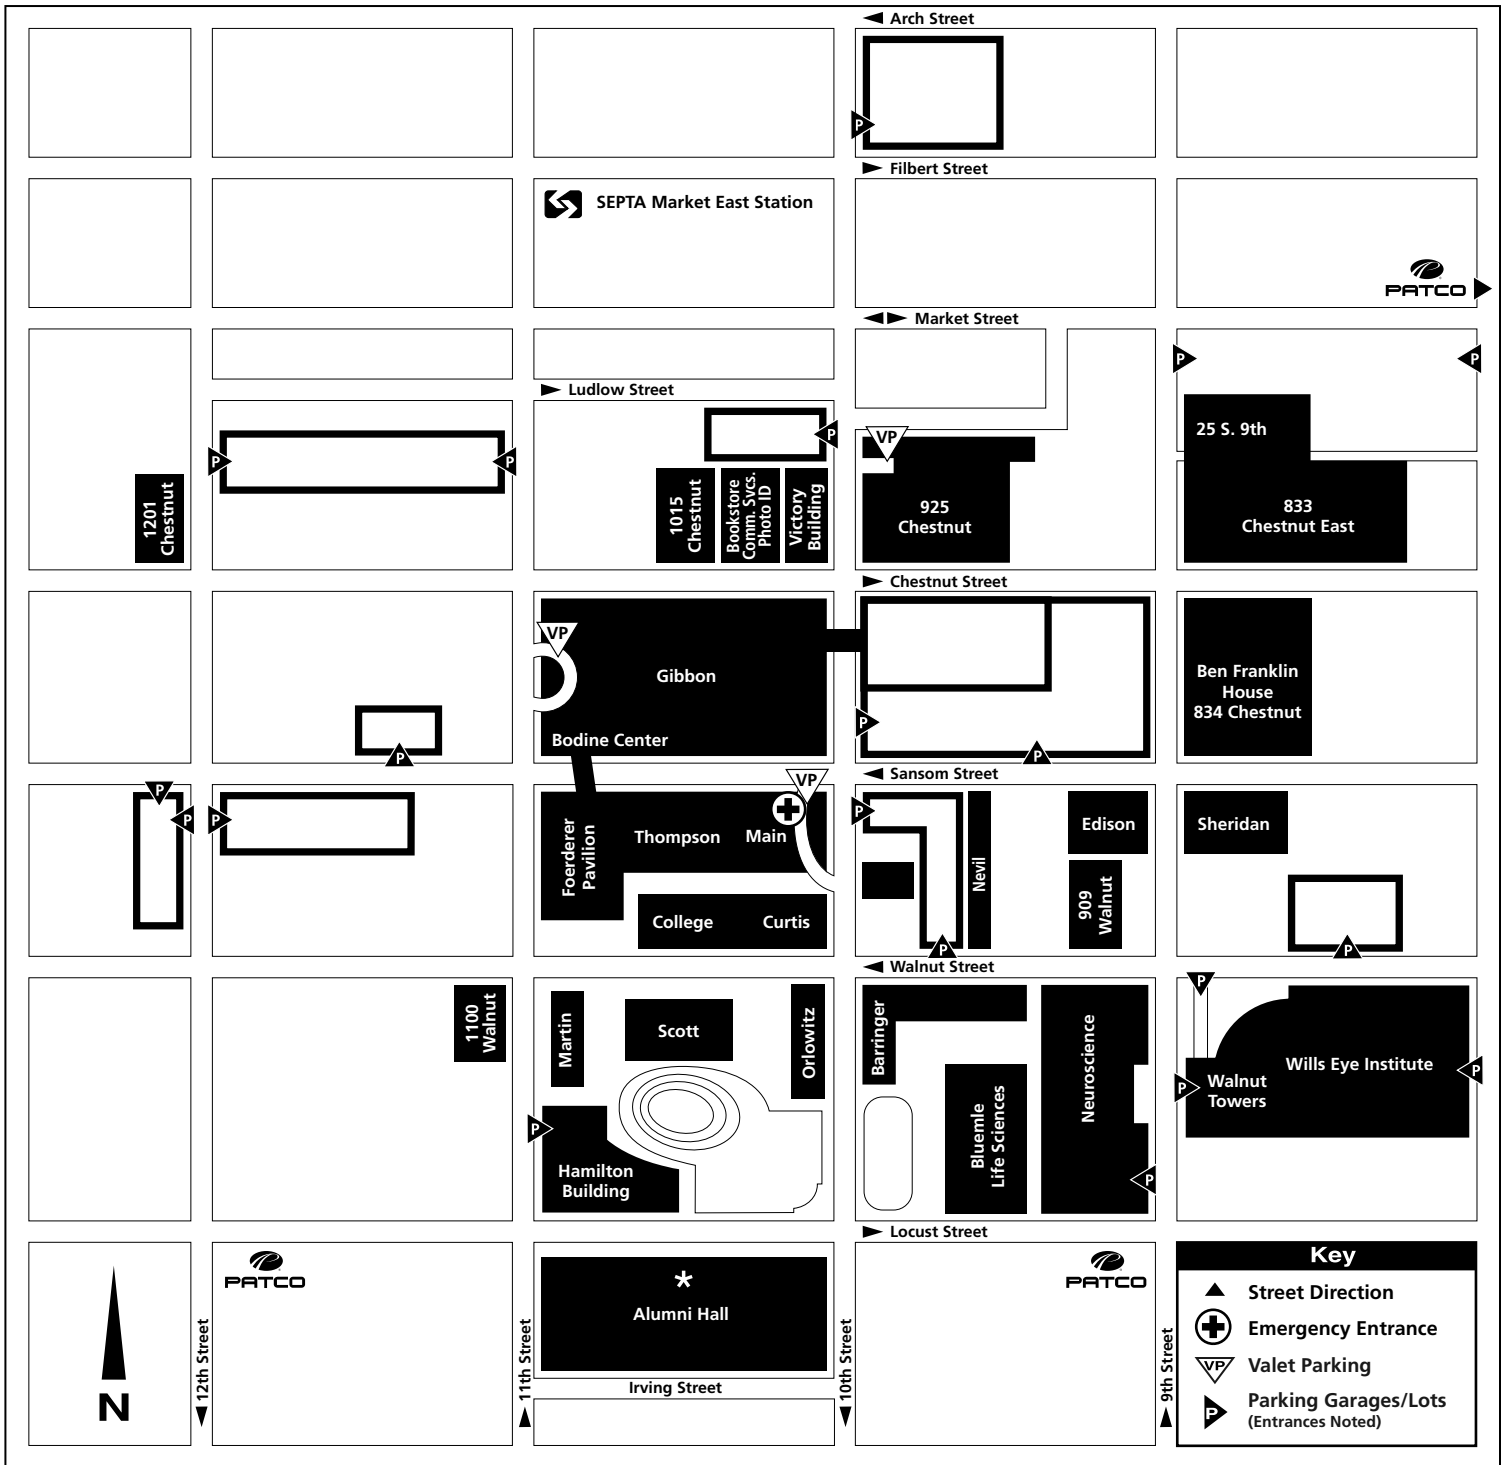 Arch Street
P
Filbert Street
SEPTA Market East Station
PATCO
Market Street
P
P
Ludlow Street
25 S. 9th
VP
P
P
P
1201
Chestnut
1015
Chestnut
Bookstore
Comm. Svcs.
Photo ID
Victory
Building
925
Chestnut
833
Chestnut East
Chestnut Street
VP
Gibbon
Ben Franklin
House
834 Chestnut
P
Bodine Center
P
P
Sansom Street
VP
P
P
P
P
Foerderer
Pavilion
Thompson
Main
Nevil
Edison
Sheridan
909
Walnut
College
Curtis
P
P
Walnut Street
P
1100
Walnut
Martin
Scott
Orlowitz
Barringer
Neuroscience
Wills Eye Institute
P
P
Walnut
Towers
P
Bluemle
Life Sciences
Hamilton
Building
P
Locust Street
PATCO
*
Alumni Hall
PATCO
Key
Street Direction
Emergency Entrance
VP
Valet Parking
P
Parking Garages/Lots
(Entrances Noted)
N
12th Street
11th Street
Irving Street
10th Street
9th Street